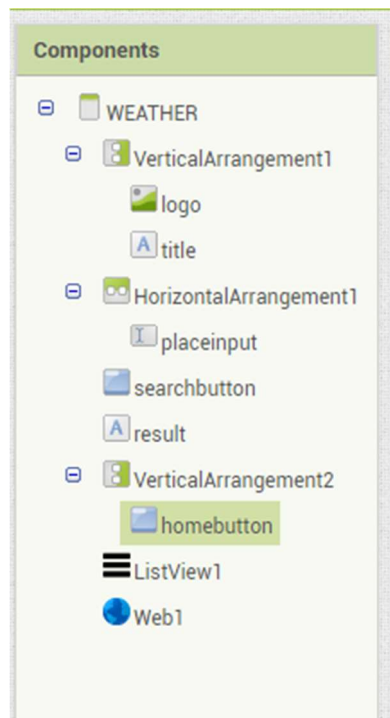 Components
WEATHER
VerticalArrangement1
logo
A title
HorizontalArrangement1
placeinput
searchbutton
A result
VerticalArrangement2
homebutton
ListView1
Web1